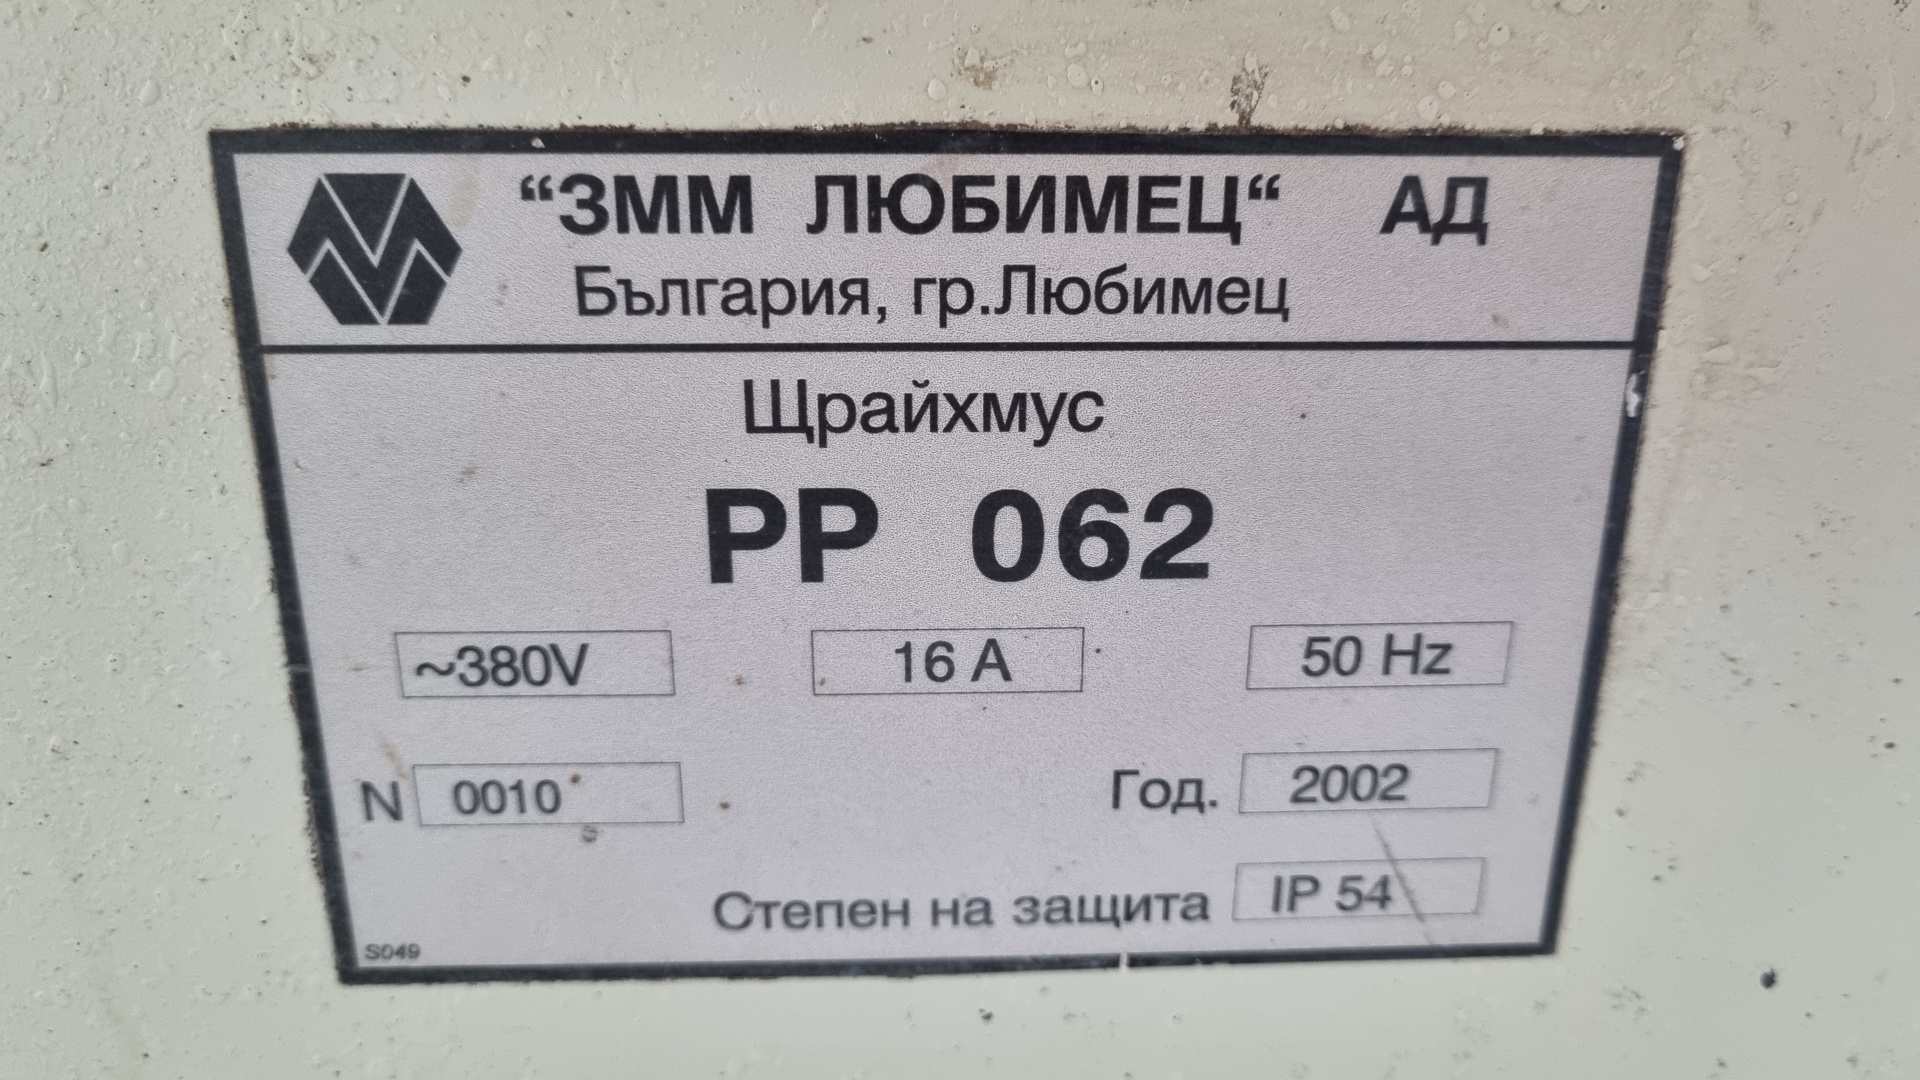 “ЗММ ЛЮБИМЕЦ“ АД
България, гр.Любимец
Щрайхмус
РР 062
~380V 16 A 50 Hz
N 0010 Год. 2002
Степен на защита IP 54
S049